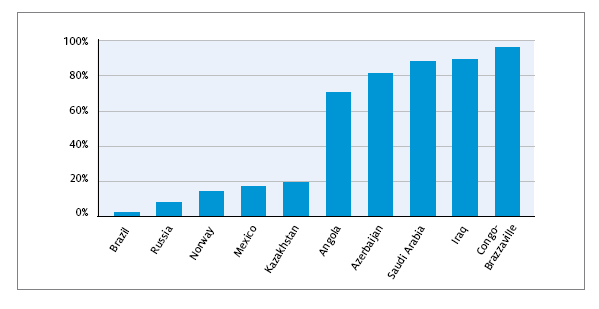 100%
80%
60%
40%
20%
0%
Brazil
Russia
Norway
Mexico
Kazakhstan
Angola
Azerbaijan
Saudi Arabia
Iraq
Congo-
Brazzaville